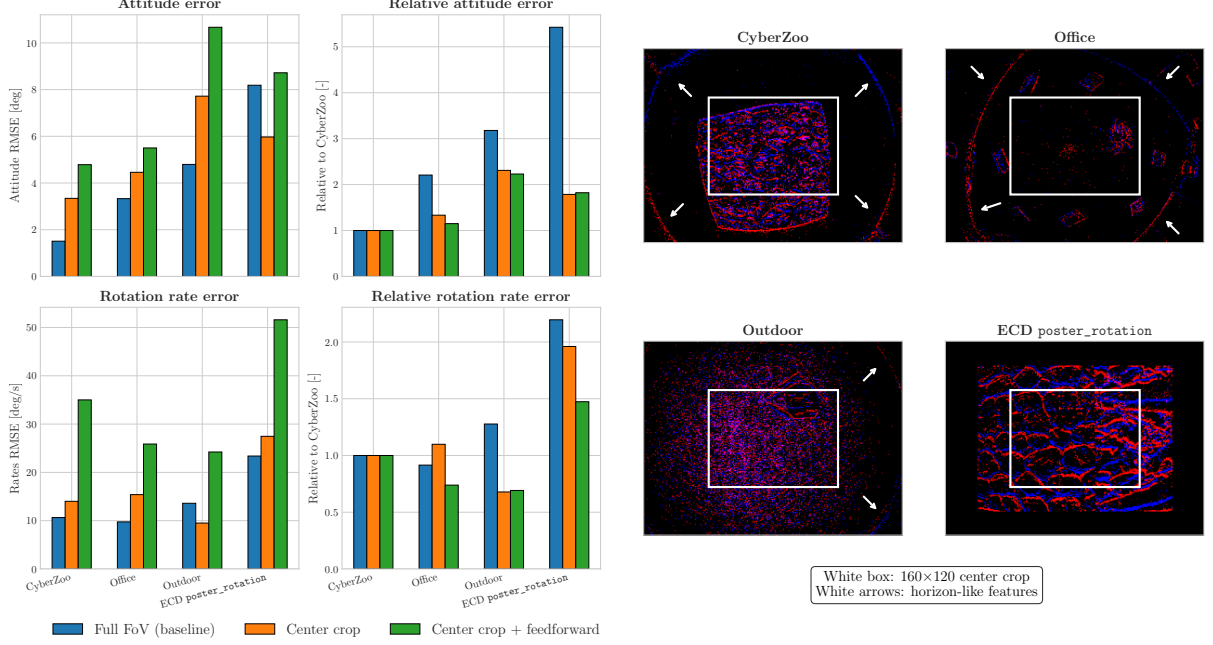 Attitude error
Attitude RMSE [deg]
10
8
6
4
2
0
Relative attitude error
Relative to CyberZoo [-]
5
4
3
2
1
0
Rotation rate error
Rates RMSE [deg/s]
50
40
30
20
10
0
CyberZoo
Office
Outdoor
ECD poster_rotation
Relative rotation rate error
Relative to CyberZoo [-]
2.0
1.5
1.0
0.5
0.0
CyberZoo
Office
Outdoor
ECD poster_rotation
Full FoV (baseline)
Center crop
Center crop + feedforward
CyberZoo
Office
Outdoor
ECD poster_rotation
White box: 160×120 center crop
White arrows: horizon-like features